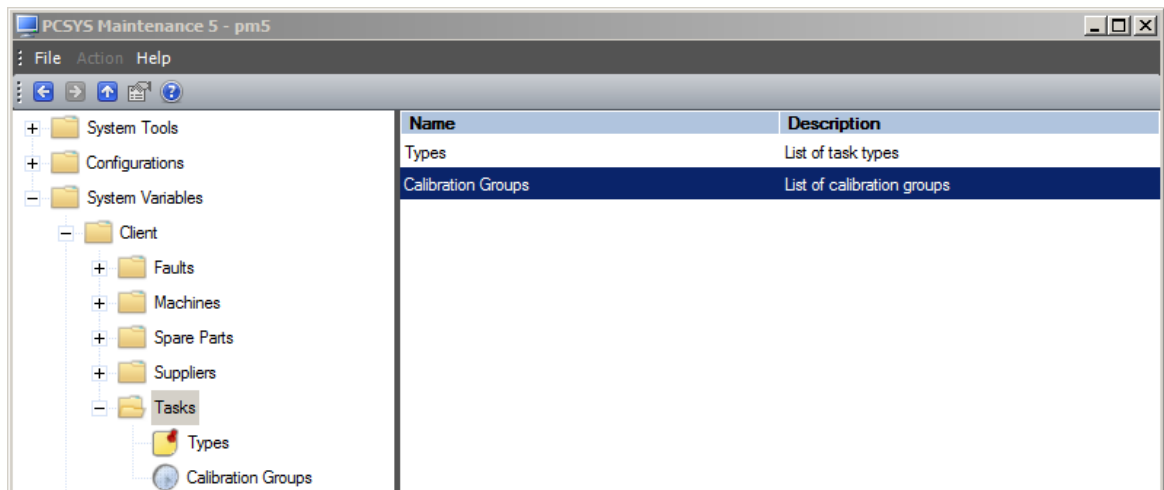 PCSYS Maintenance 5 - pm5
File Action Help
System Tools
Configurations
System Variables
Client
Faults
Machines
Spare Parts
Suppliers
Tasks
Types
Calibration Groups
Name Description
Types List of task types
Calibration Groups List of calibration groups